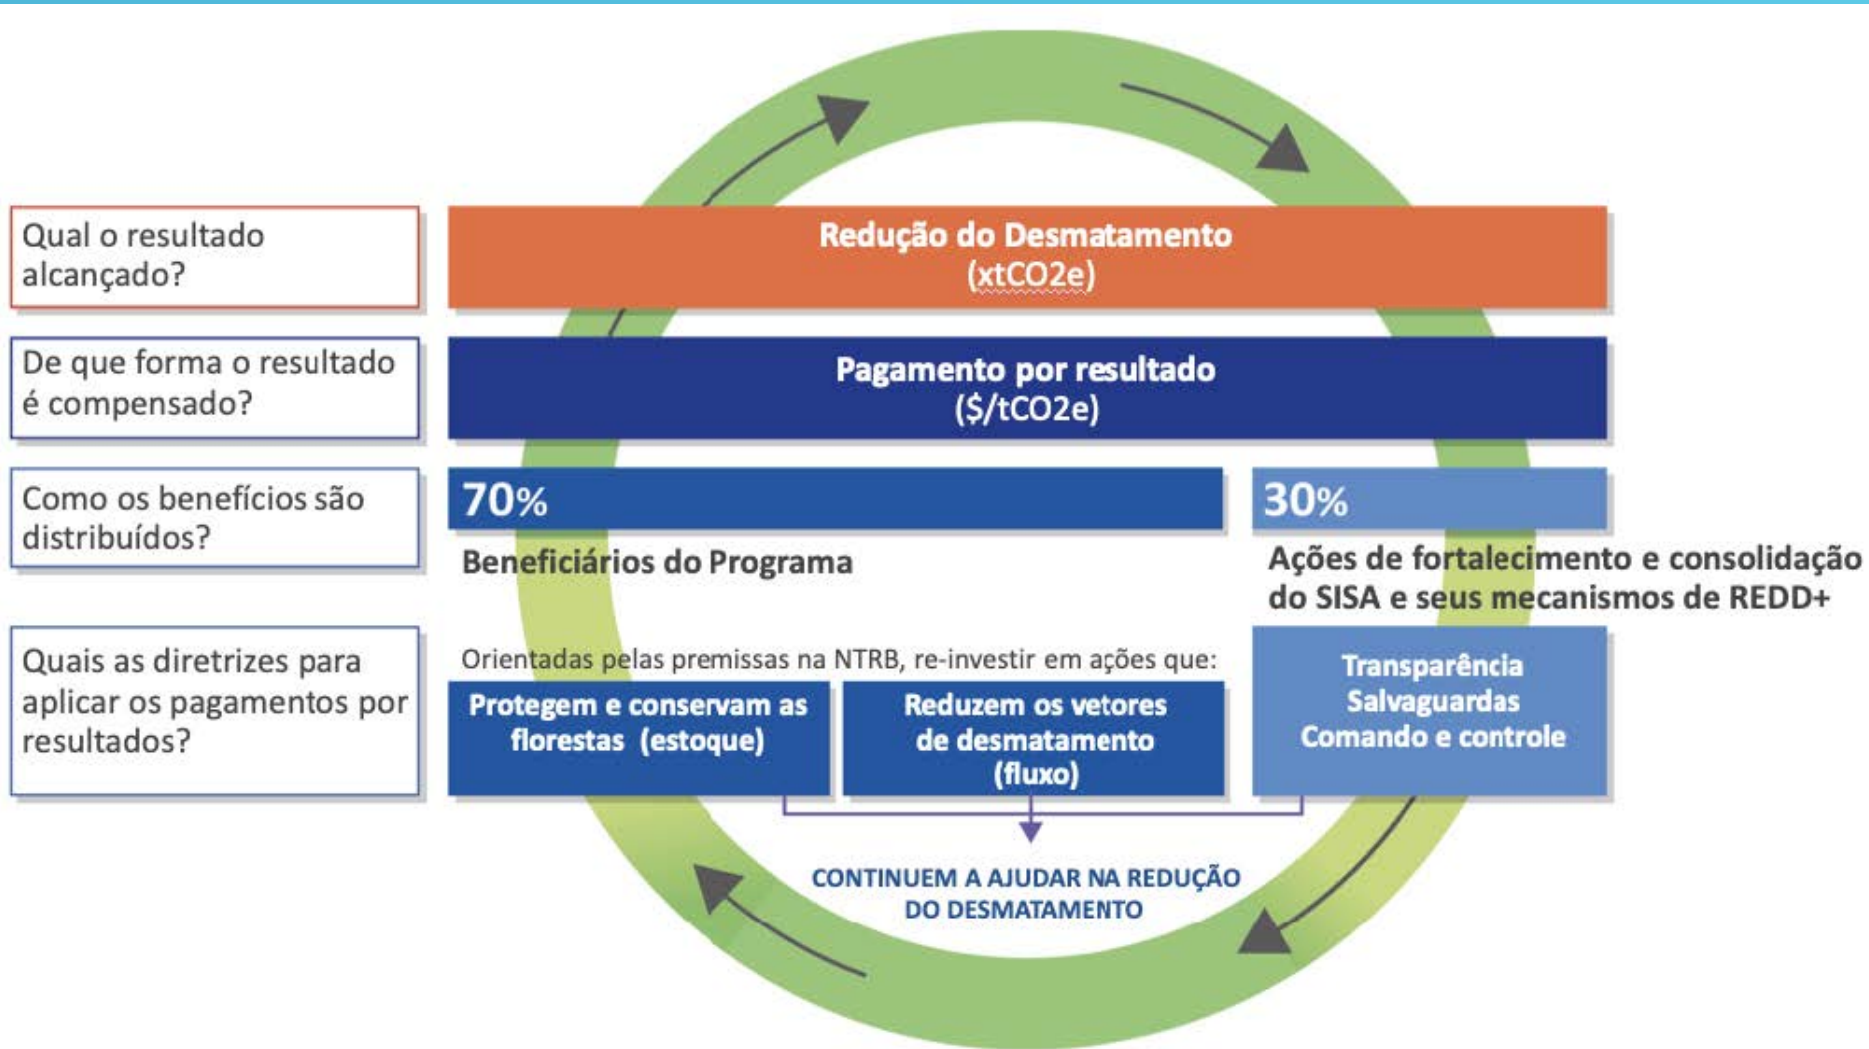 Qual o resultado
alcançado?
Redução do Desmatamento
(xtCO2e)
De que forma o resultado
é compensado?
Pagamento por resultado
($/tCO2e)
Como os benefícios são
distribuídos?
70%
Beneficiários do Programa
30%
Ações de fortalecimento e consolidação
do SISA e seus mecanismos de REDD+
Quais as diretrizes para
aplicar os pagamentos por
resultados?
Orientadas pelas premissas na NTRB, re-investir em ações que:
Protegem e conservam as
florestas (estoque)
Reduzem os vetores
de desmatamento
(fluxo)
Transparência
Salvaguardas
Comando e controle
CONTINUEM A AJUDAR NA REDUÇÃO
DO DESMATAMENTO